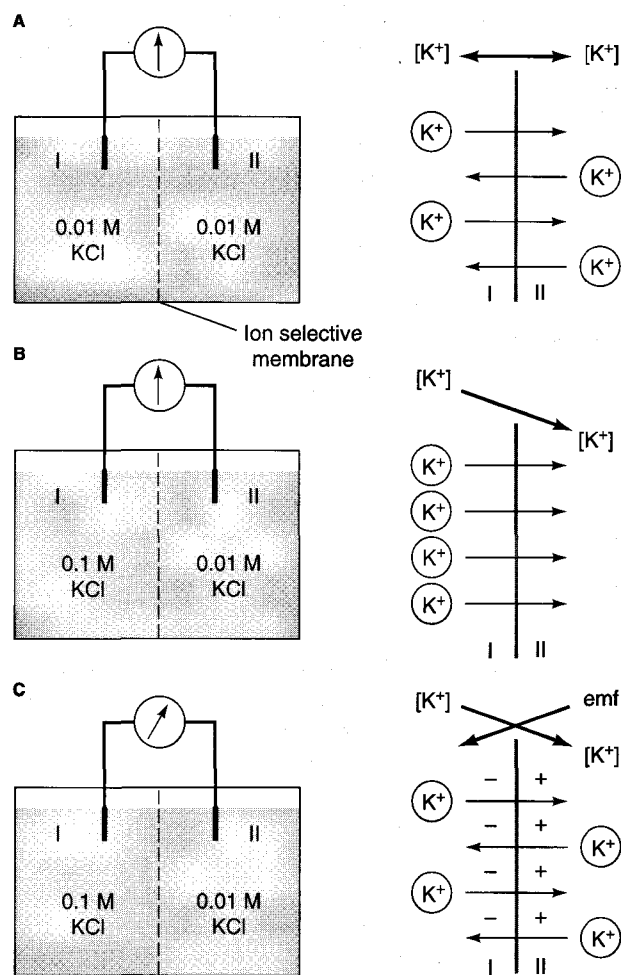 A
I
II
0.01 M
KCl
0.01 M
KCl
Ion selective
membrane
[K+]
[K+]
K+
K+
K+
K+
I
II
B
I
II
0.1 M
KCl
0.01 M
KCl
[K+]
[K+]
K+
K+
K+
K+
I
II
C
I
II
0.1 M
KCl
0.01 M
KCl
[K+]
emf
[K+]
− +
K+
− +
K+
− +
K+
− +
K+
I
II